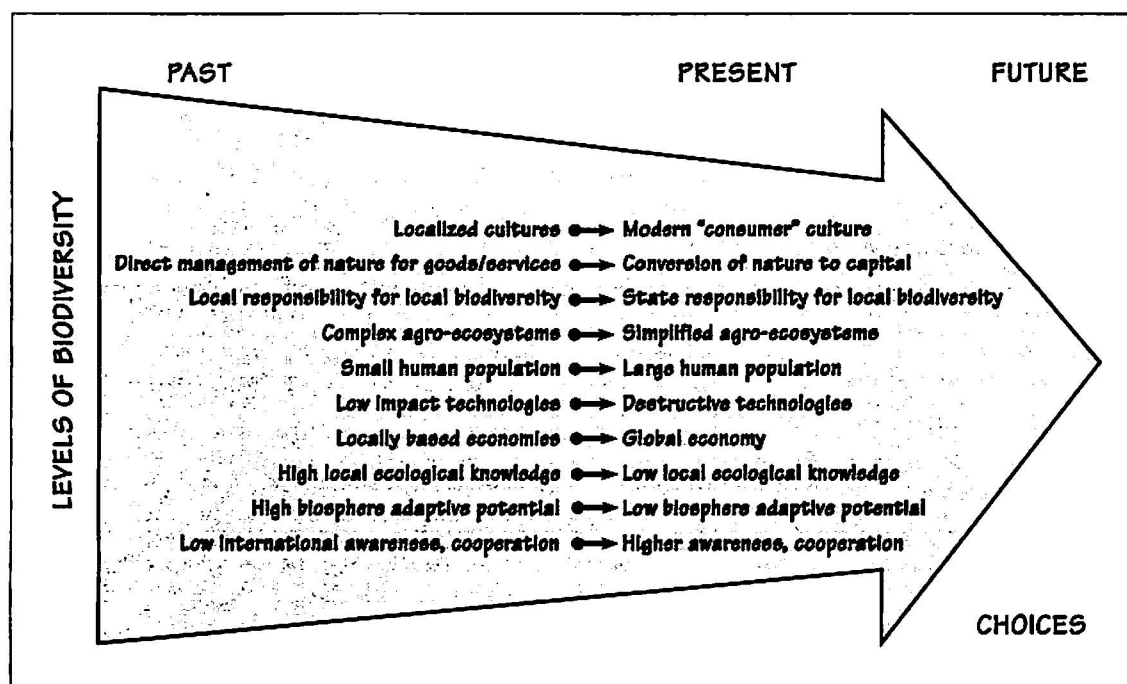 PAST PRESENT FUTURE
LEVELS OF BIODIVERSITY
Localized cultures Modern "consumer" culture
Direct management of nature for goods/services Conversion of nature to capital
Local responsibility for local biodiversity State responsibility for local biodiversity
Complex agro-ecosystems Simplified agro-ecosystems
Small human population Large human population
Low impact technologies Destructive technologies
Locally based economies Global economy
High local ecological knowledge Low local ecological knowledge
High biosphere adaptive potential Low biosphere adaptive potential
Low international awareness, cooperation Higher awareness, cooperation
CHOICES